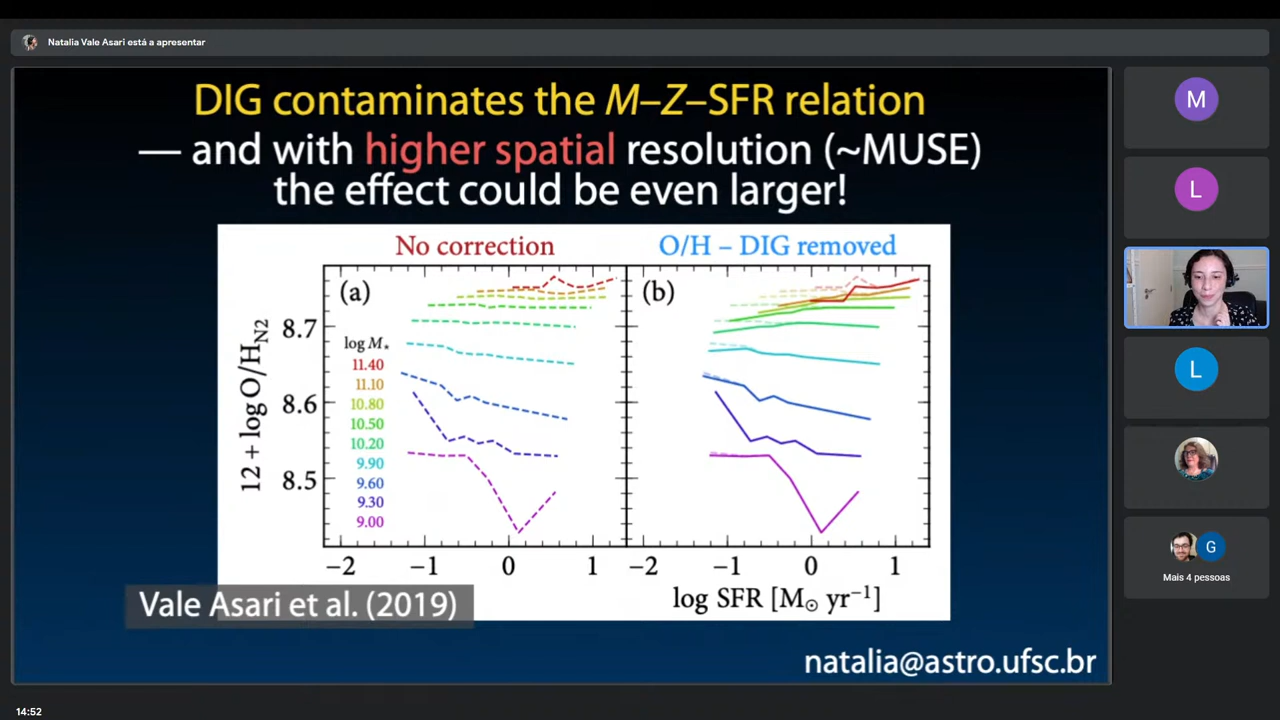 Natalia Vale Asari está a apresentar
DIG contaminates the M–Z–SFR relation
— and with higher spatial resolution (~MUSE)
the effect could be even larger!
No correction
O/H – DIG removed
(a)
(b)
12 + log O/H_N2
8.7
8.6
8.5
log M⋆
11.40
11.10
10.80
10.50
10.20
9.90
9.60
9.30
9.00
−2 −1 0 1 −2 −1 0 1
log SFR [M⊙ yr⁻¹]
Vale Asari et al. (2019)
natalia@astro.ufsc.br
M
L
L
G
Mais 4 pessoas
14:52